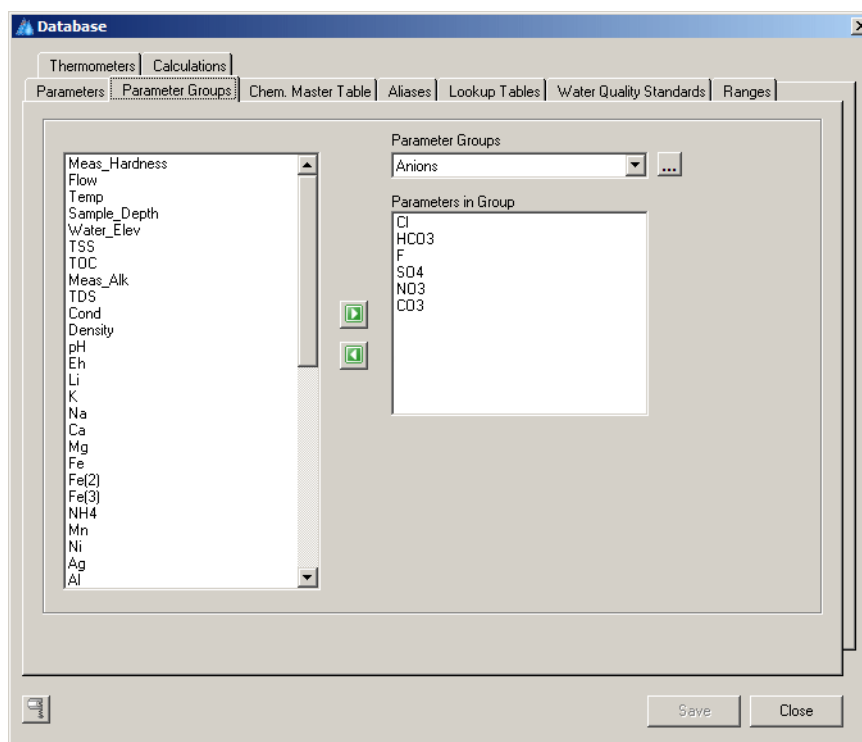 Database
Thermometers Calculations
Parameters Parameter Groups Chem. Master Table Aliases Lookup Tables Water Quality Standards Ranges
Meas_Hardness
Flow
Temp
Sample_Depth
Water_Elev
TSS
TOC
Meas_Alk
TDS
Cond
Density
pH
Eh
Li
K
Na
Ca
Mg
Fe
Fe(2)
Fe(3)
NH4
Mn
Ni
Ag
Al
Parameter Groups
Anions
...
Parameters in Group
Cl
HCO3
F
SO4
NO3
CO3
Save Close